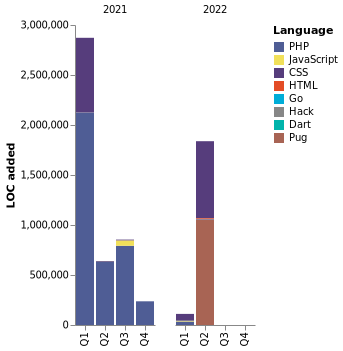 2021
2022
3,000,000
2,500,000
2,000,000
1,500,000
1,000,000
500,000
0
LOC added
Q1
Q2
Q3
Q4
Q1
Q2
Q3
Q4
Language
PHP
JavaScript
CSS
HTML
Go
Hack
Dart
Pug